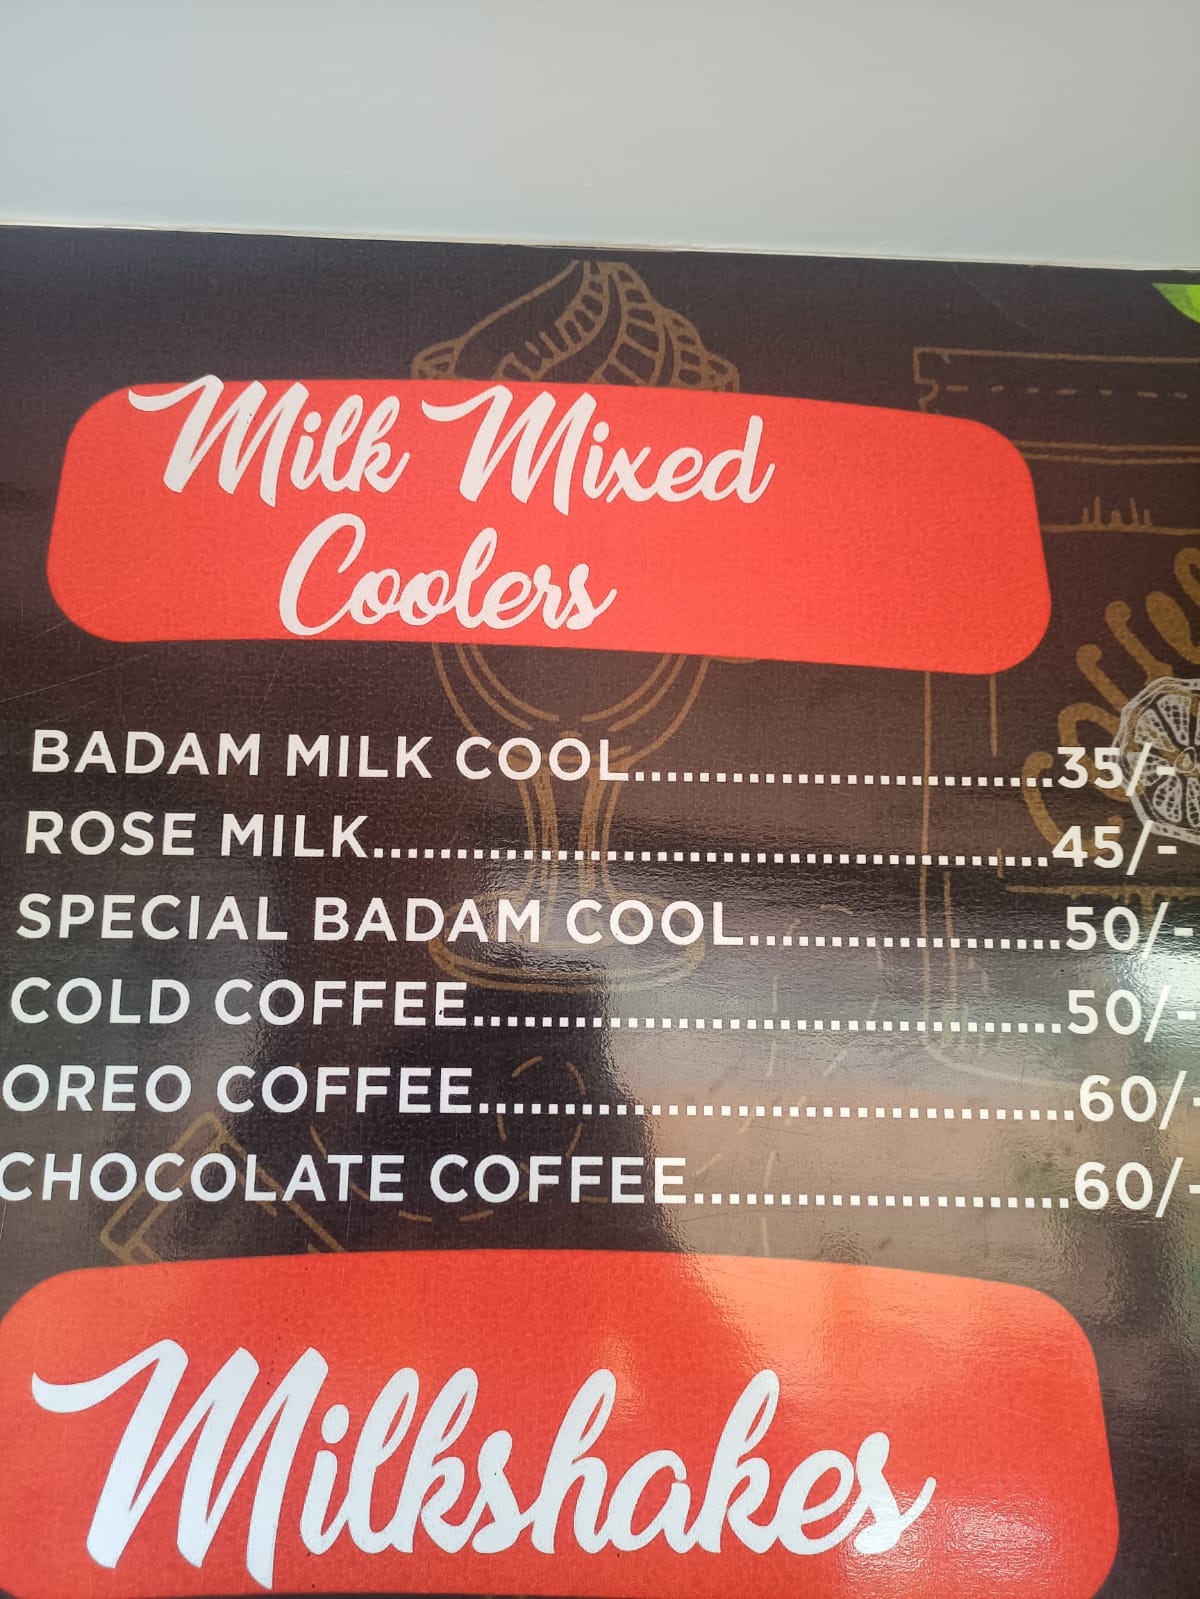 Milk Mixed
Coolers
BADAM MILK COOL.......................................35/-
ROSE MILK...............................................................45/-
SPECIAL BADAM COOL.............................50/-
COLD COFFEE.......................................................50/-
OREO COFFEE.......................................................60/-
CHOCOLATE COFFEE...................................60/-
Milkshakes